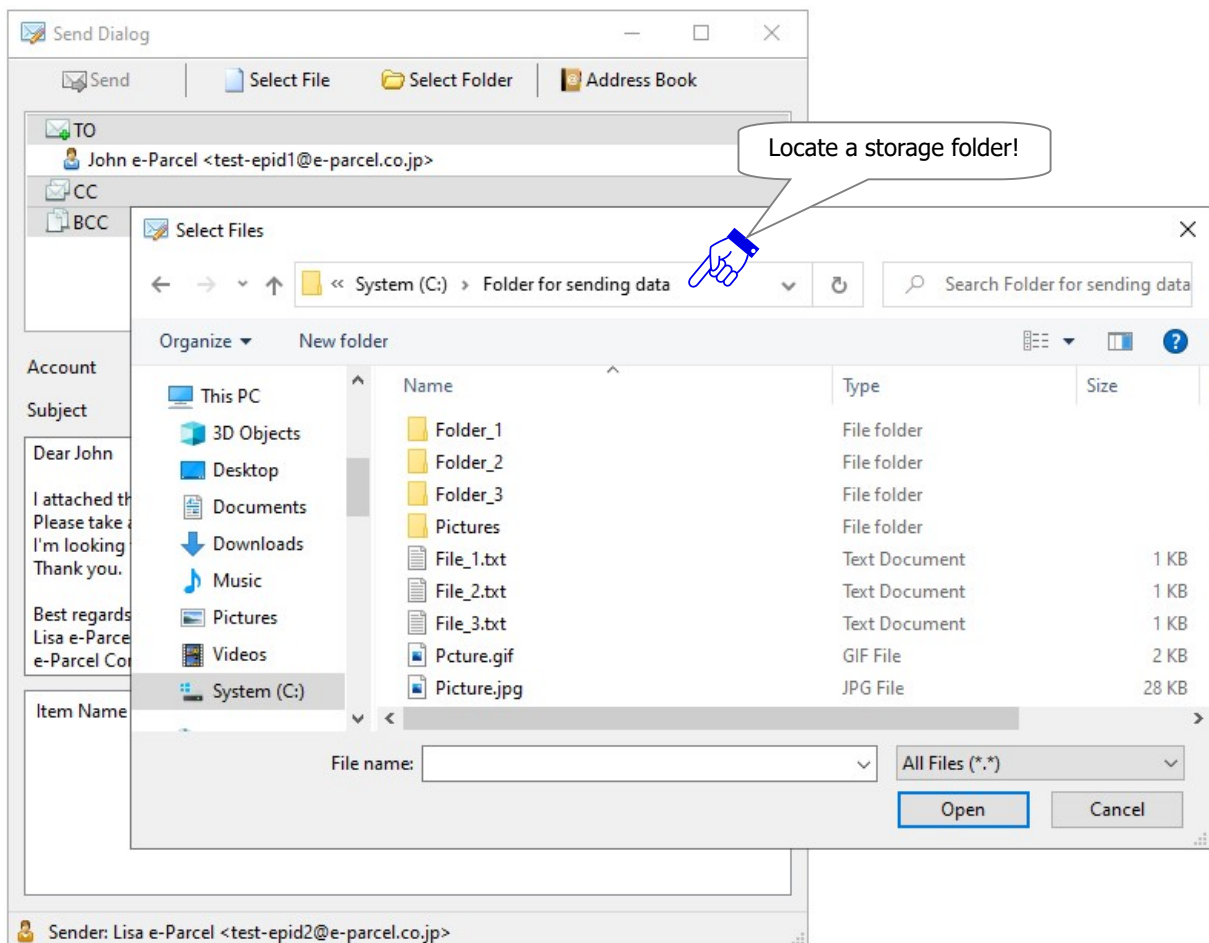 Send Dialog
Send Select File Select Folder Address Book
TO
John e-Parcel <test-epid1@e-parcel.co.jp>
CC
BCC
Locate a storage folder!
Select Files
« System (C:) › Folder for sending data
Search Folder for sending data
Organize New folder
Account
Subject
Dear John
I attached
Please take
I'm looking
Thank you.
Best regards
Lisa e-Parce
e-Parcel Co
Item Name
This PC
3D Objects
Desktop
Documents
Downloads
Music
Pictures
Videos
System (C:)
Name Type Size
Folder_1 File folder
Folder_2 File folder
Folder_3 File folder
Pictures File folder
File_1.txt Text Document 1 KB
File_2.txt Text Document 1 KB
File_3.txt Text Document 1 KB
Pcture.gif GIF File 2 KB
Picture.jpg JPG File 28 KB
File name: All Files (*.*)
Open Cancel
Sender: Lisa e-Parcel <test-epid2@e-parcel.co.jp>